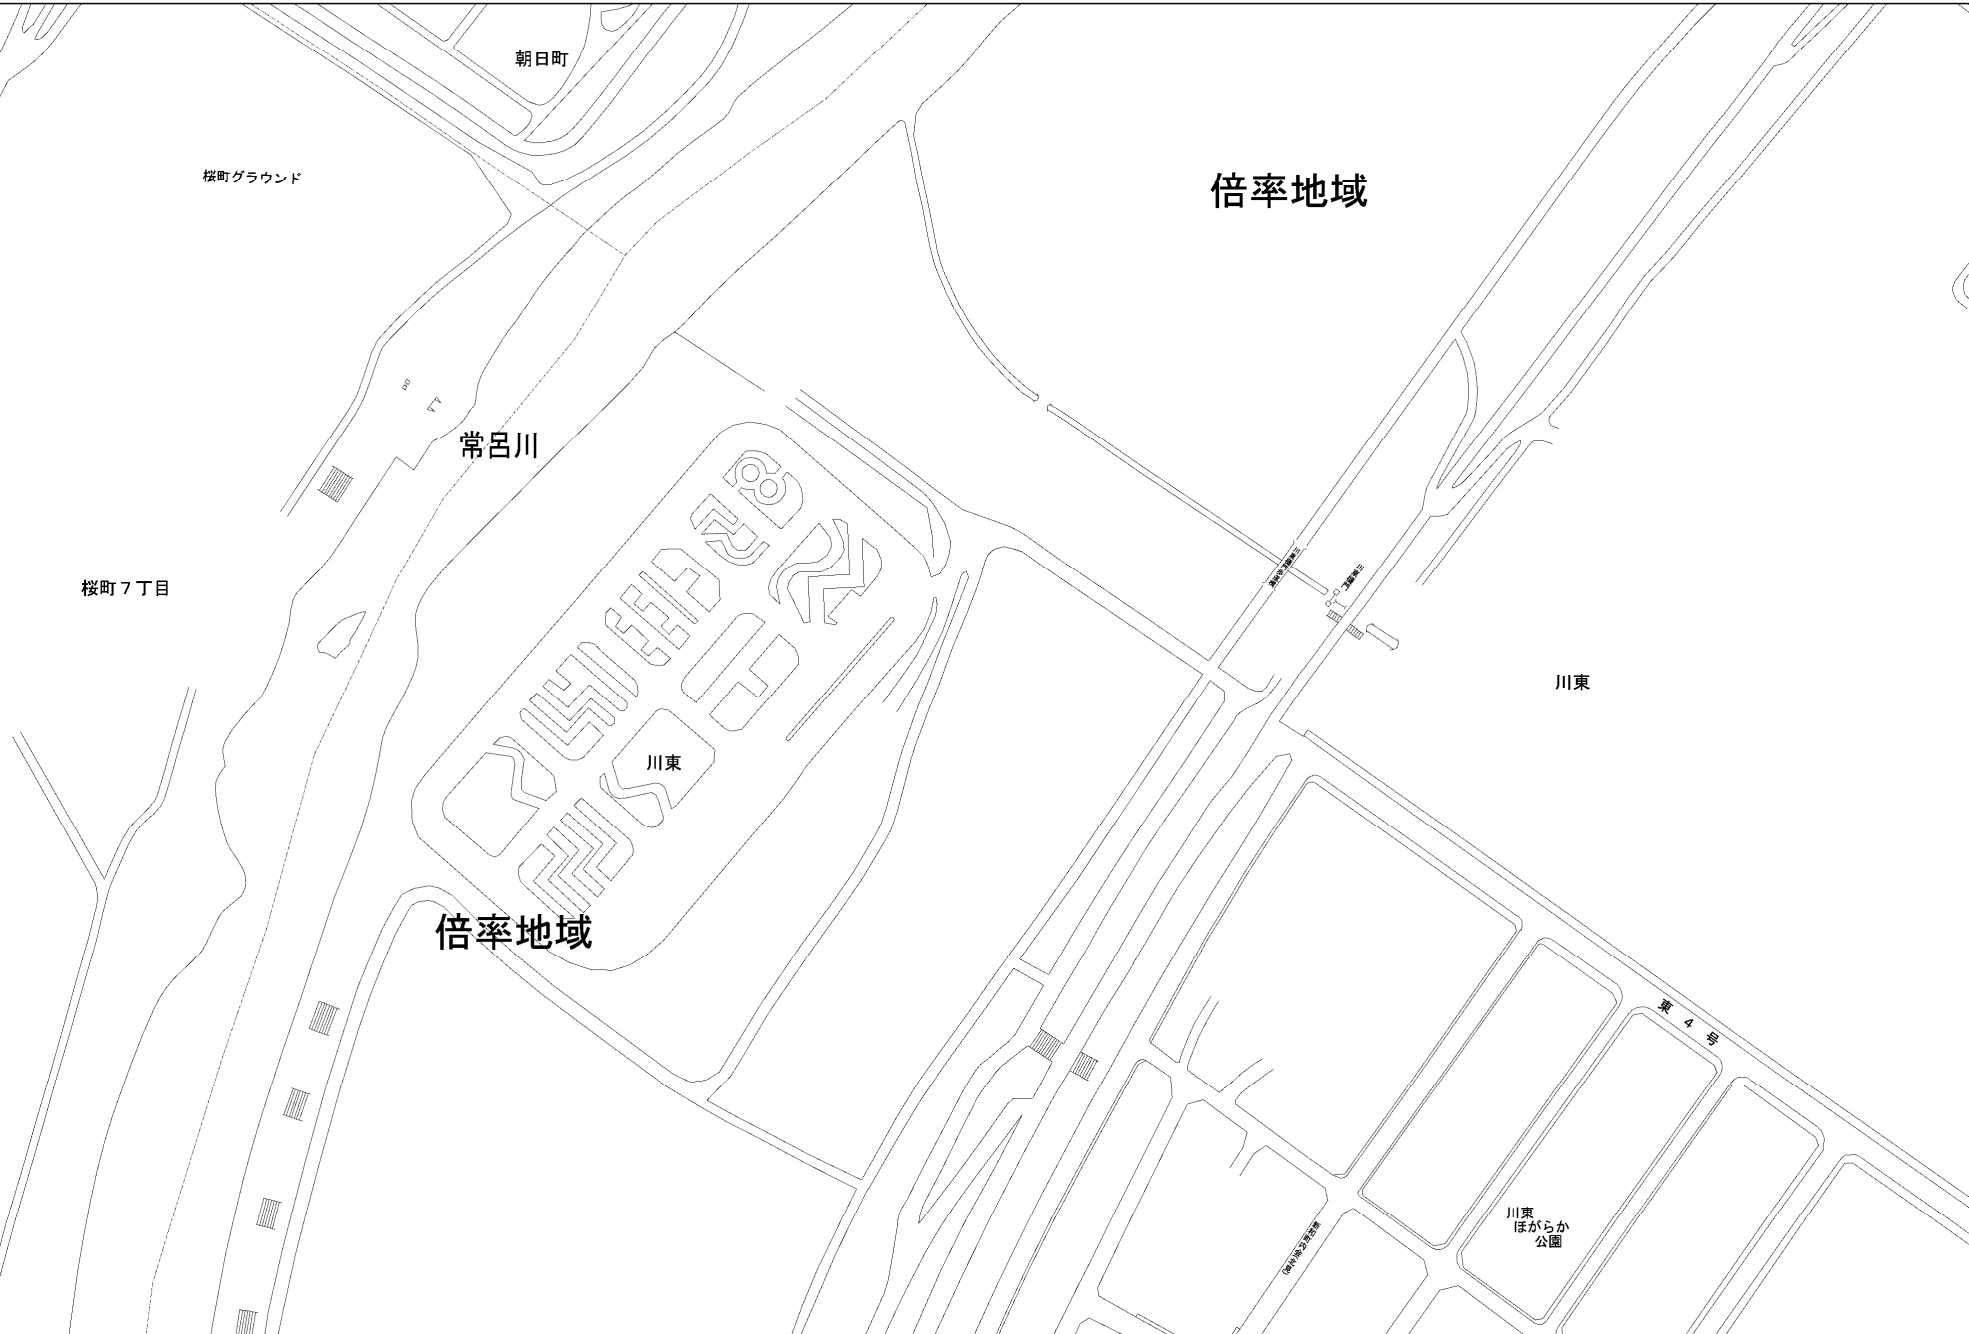 朝日町
桜町グラウンド
倍率地域
常呂川
桜町７丁目
川東
川東
倍率地域
東４号
川東
ほがらか
公園